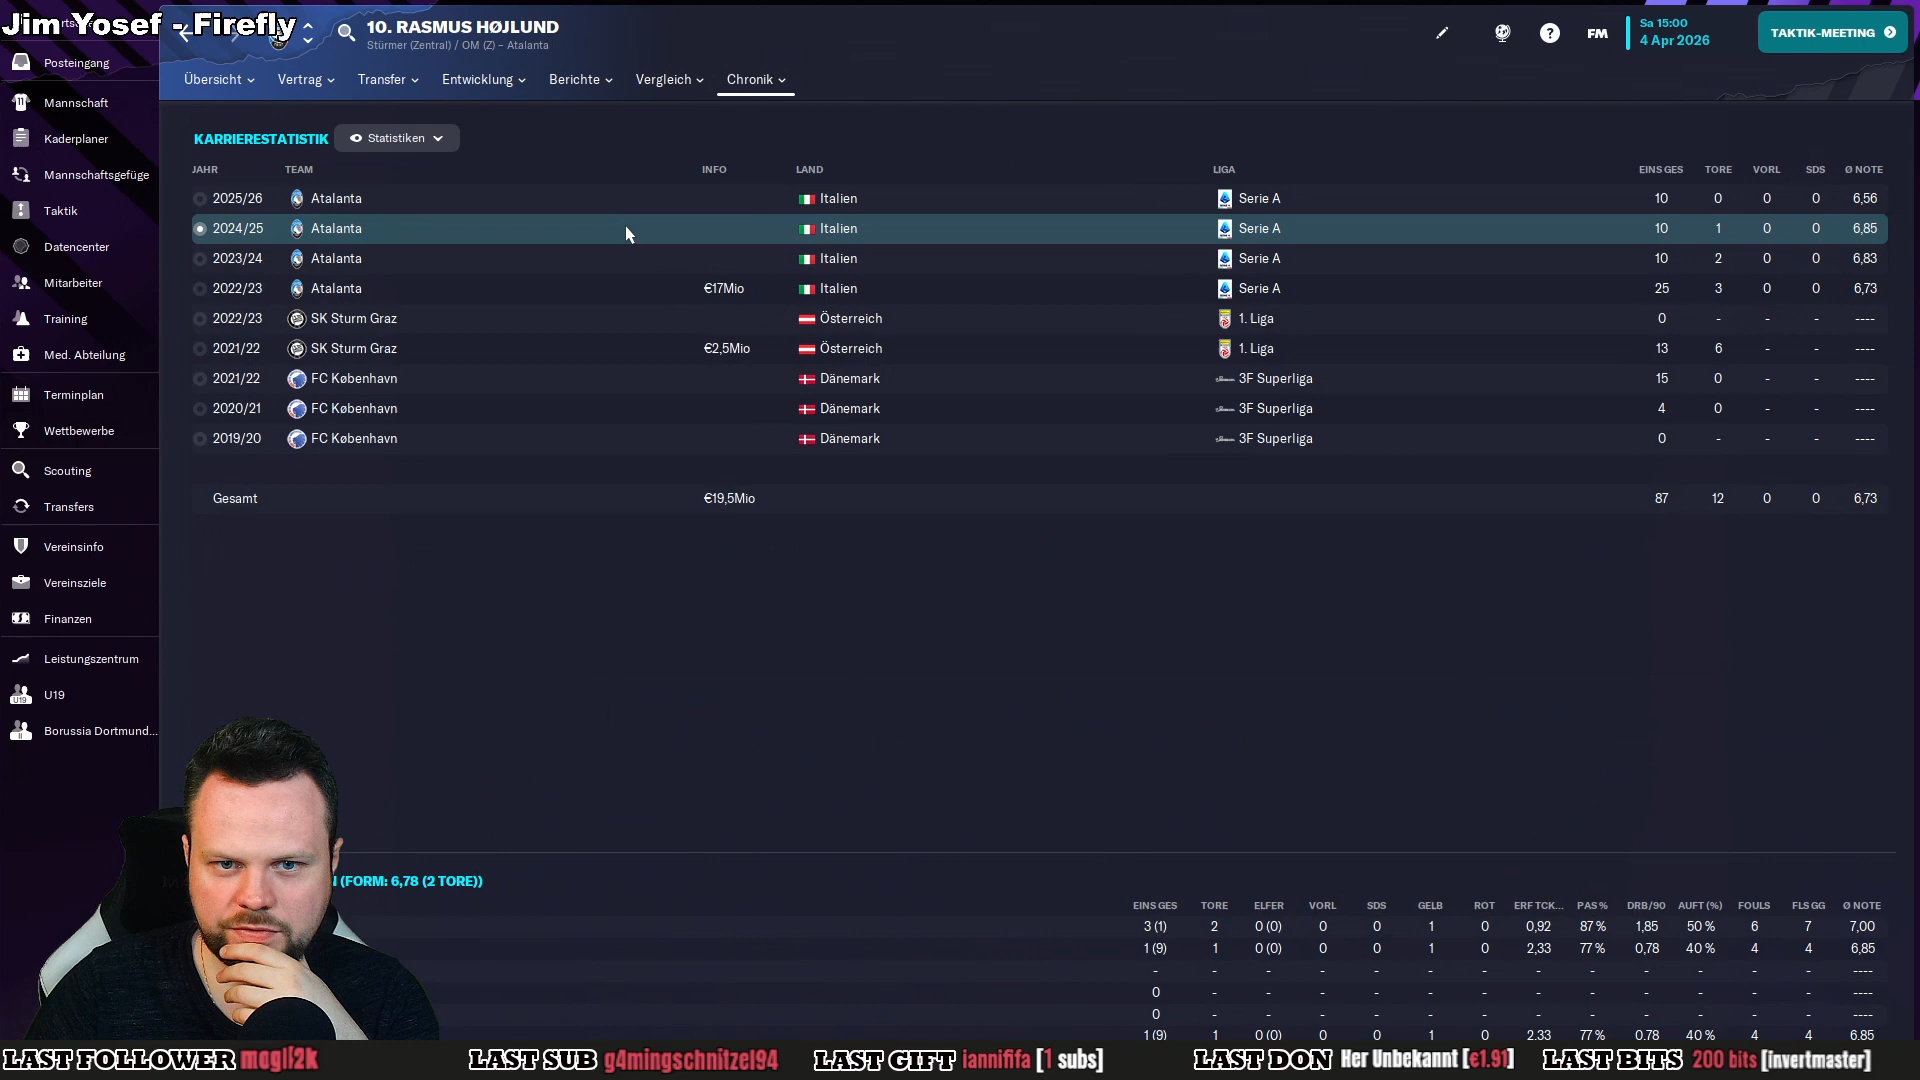 Jim Yosef - Firefly
10. RASMUS HØJLUND
Stürmer (Zentral) / OM (Z) - Atalanta
FM
Sa 15:00
4 Apr 2026
TAKTIK-MEETING
Übersicht Vertrag Transfer Entwicklung Berichte Vergleich Chronik
Posteingang
Mannschaft
Kaderplaner
Mannschaftsgefüge
Taktik
Datencenter
Mitarbeiter
Training
Med. Abteilung
Terminplan
Wettbewerbe
Scouting
Transfers
Vereinsinfo
Vereinsziele
Finanzen
Leistungszentrum
U19
Borussia Dortmund...
KARRIERESTATISTIK Statistiken
JAHR TEAM INFO LAND LIGA EINS GES TORE VORL SDS Ø NOTE
2025/26 Atalanta Italien Serie A 10 0 0 0 6,56
2024/25 Atalanta Italien Serie A 10 1 0 0 6,85
2023/24 Atalanta Italien Serie A 10 2 0 0 6,83
2022/23 Atalanta €17Mio Italien Serie A 25 3 0 0 6,73
2022/23 SK Sturm Graz Österreich 1. Liga 0 - - - ----
2021/22 SK Sturm Graz €2,5Mio Österreich 1. Liga 13 6 - - ----
2021/22 FC København Dänemark 3F Superliga 15 0 - - ----
2020/21 FC København Dänemark 3F Superliga 4 0 - - ----
2019/20 FC København Dänemark 3F Superliga 0 - - - ----
Gesamt €19,5Mio 87 12 0 0 6,73
(FORM: 6,78 (2 TORE))
EINS GES TORE ELFER VORL SDS GELB ROT ERF TCK... PAS % DRB/90 AUFT (%) FOULS FLS GG Ø NOTE
3 (1) 2 0 (0) 0 0 1 0 0,92 87 % 1,85 50 % 6 7 7,00
1 (9) 1 0 (0) 0 0 1 0 2,33 77 % 0,78 40 % 4 4 6,85
- - - - - - - - - - - - - ----
0 - - - - - - - - - - - - ----
0 - - - - - - - - - - - - ----
1 (9) 1 0 (0) 0 0 1 0 2,33 77 % 0,78 40 % 4 4 6,85
LAST FOLLOWER mogli2k LAST SUB g4mingschnitzel94 LAST GIFT iannififa [1 subs] LAST DON Her Unbekannt [€1.91] LAST BITS 200 bits [invertmaster]